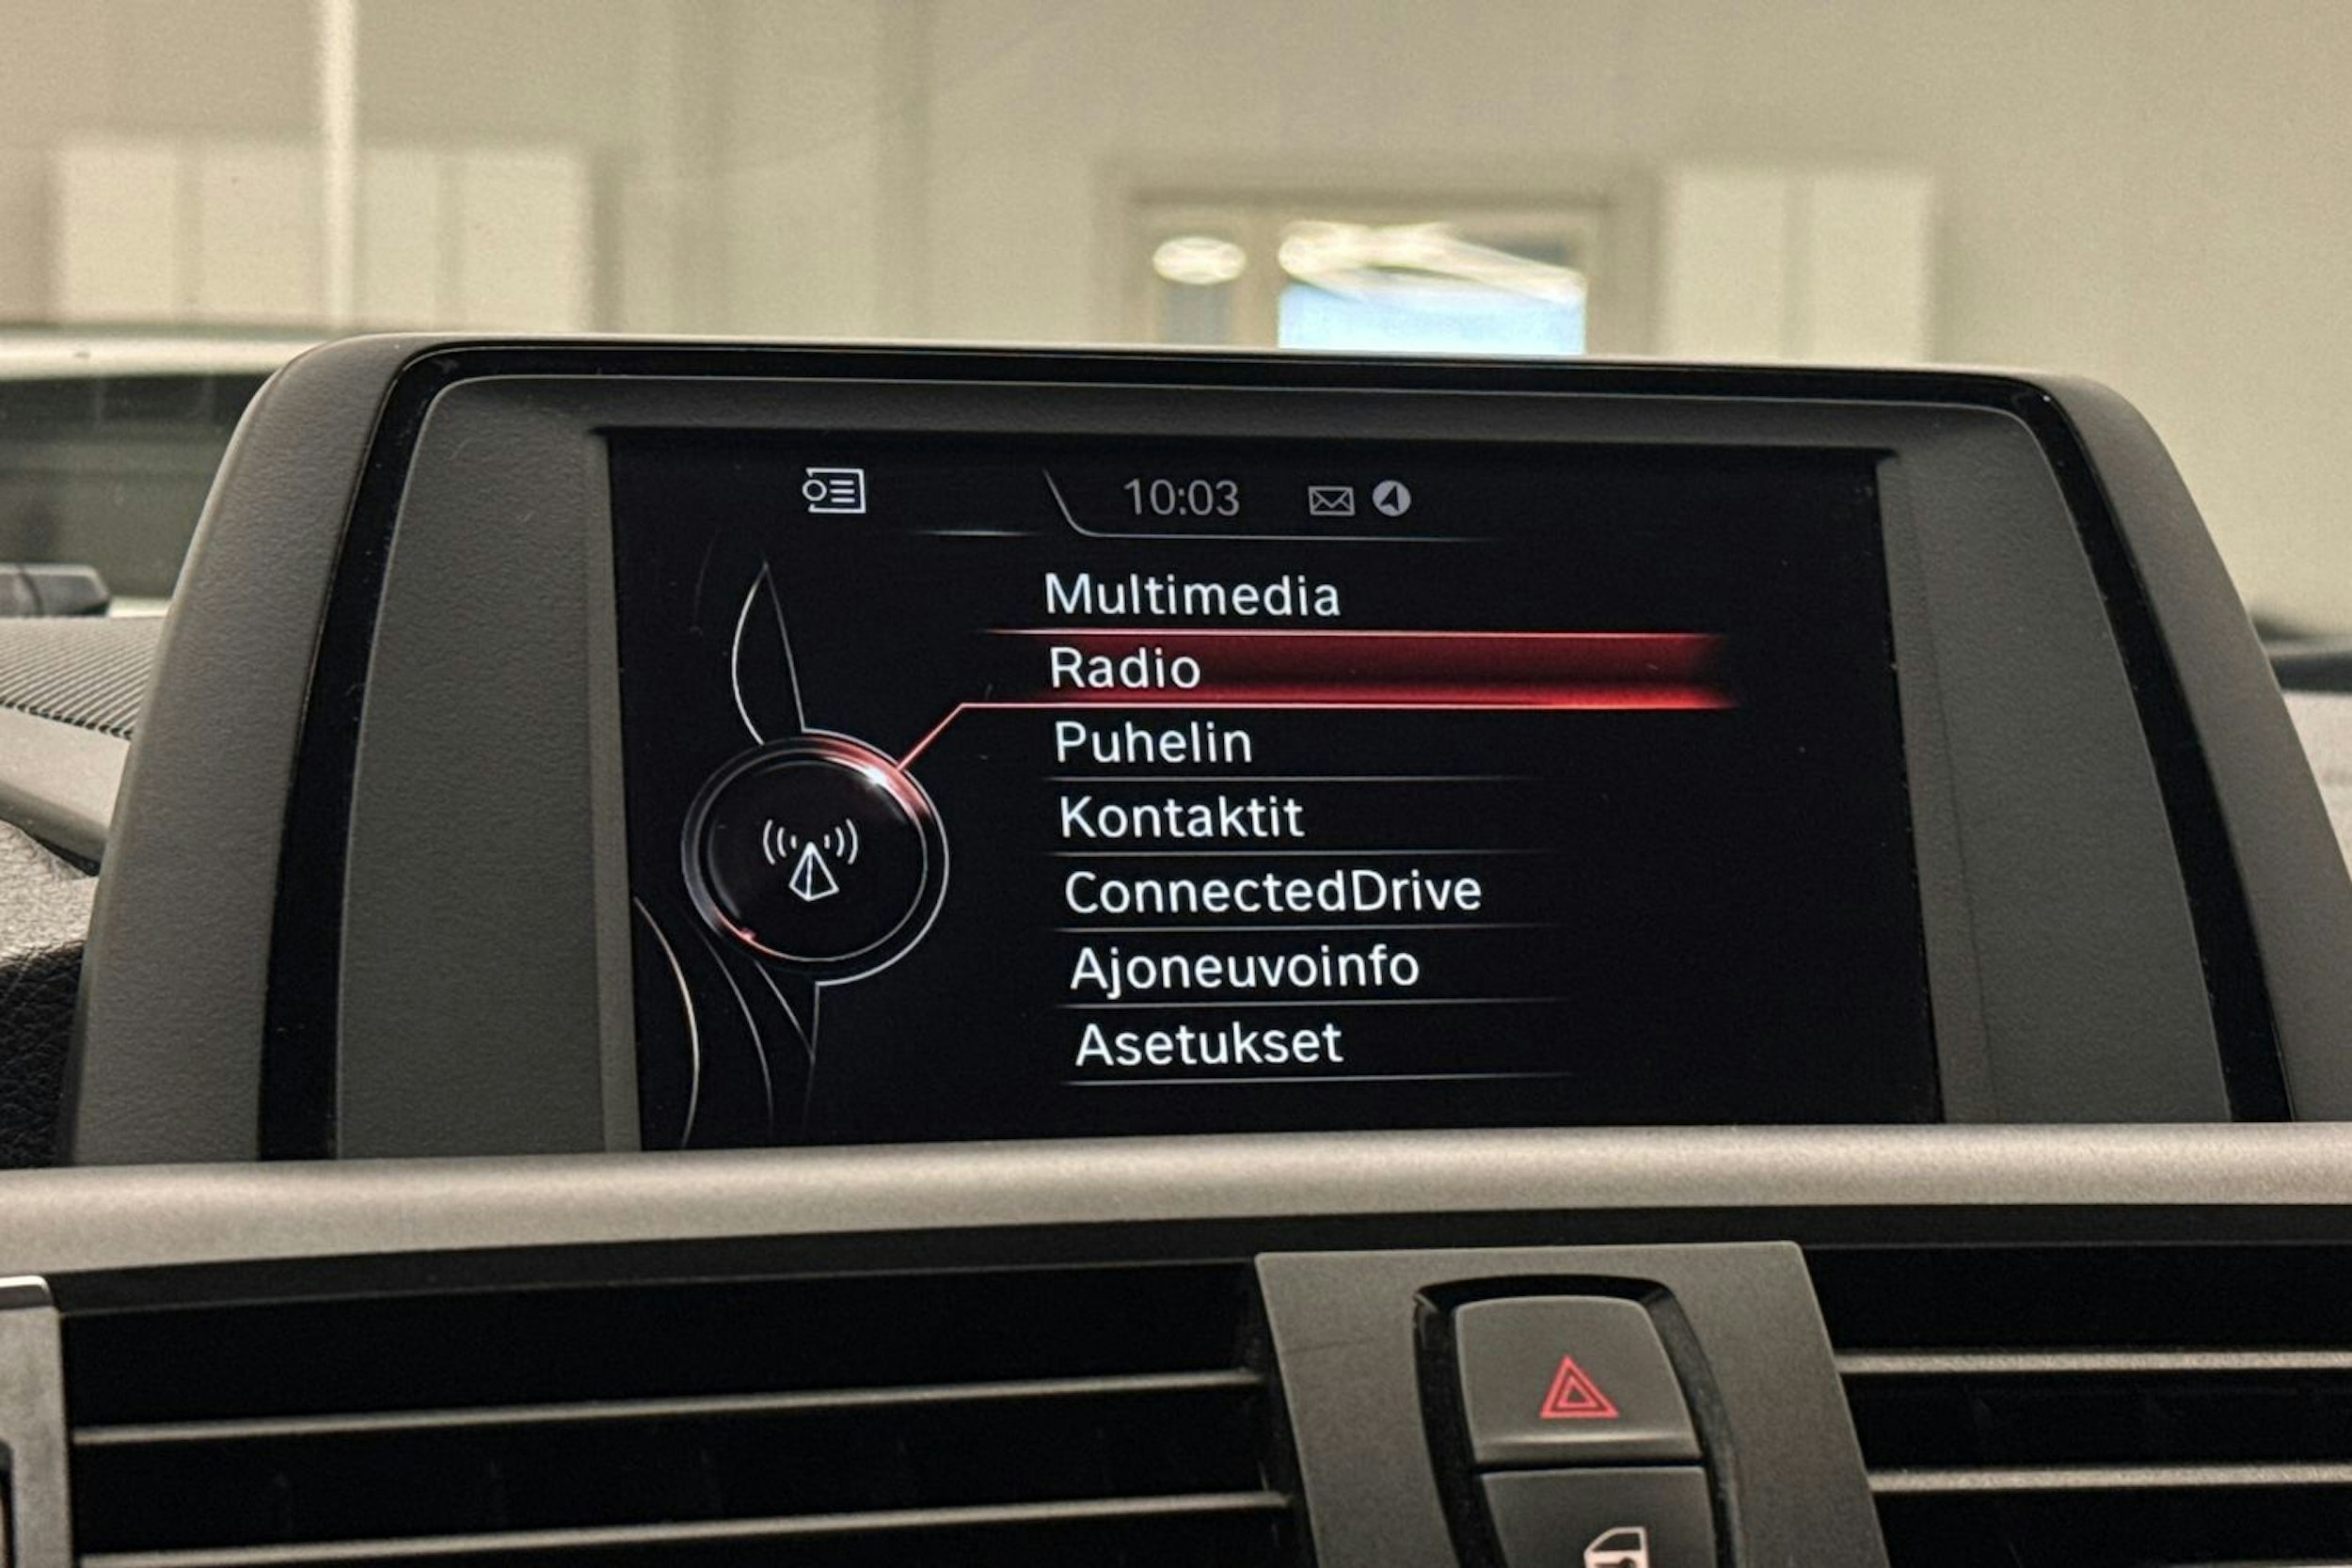 10:03
Multimedia
Radio
Puhelin
Kontaktit
ConnectedDrive
Ajoneuvoinfo
Asetukset